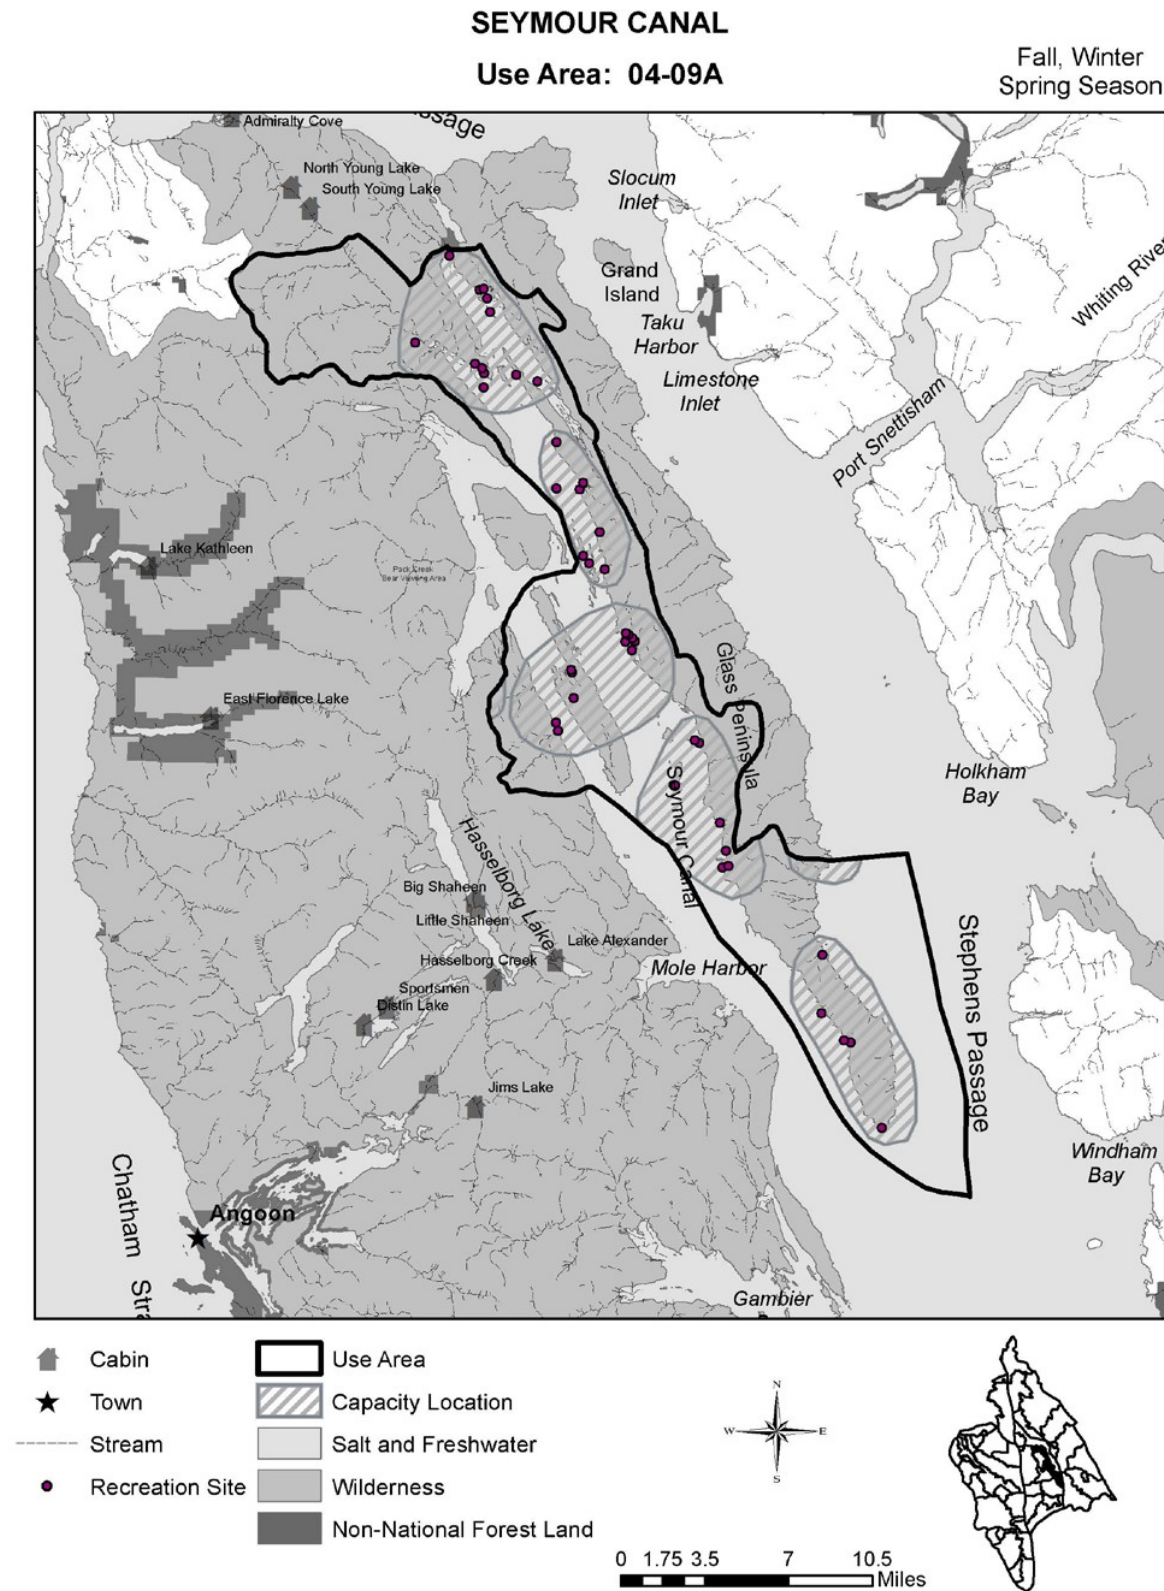 SEYMOUR CANAL
Use Area: 04-09A
Fall, Winter
Spring Season
ssage
Admiralty Cove
North Young Lake
South Young Lake
Slocum
Inlet
Grand
Island
Taku
Harbor
Limestone
Inlet
Whiting River
Port Snettisham
Lake Kathleen
Pack Creek
Bear Viewing Area
East Florence Lake
Glass Peninsula
Holkham
Bay
Seymour Canal
Hasselborg Lake
Big Shaheen
Little Shaheen
Lake Alexander
Hasselborg Creek
Mole Harbor
Sportsmen
Distin Lake
Stephens Passage
Jims Lake
Windham
Bay
Chatham Stra
Angoon
Gambier
Cabin
Town
Stream
Recreation Site
Use Area
Capacity Location
Salt and Freshwater
Wilderness
Non-National Forest Land
N
W
E
S
0 1.75 3.5 7 10.5
Miles